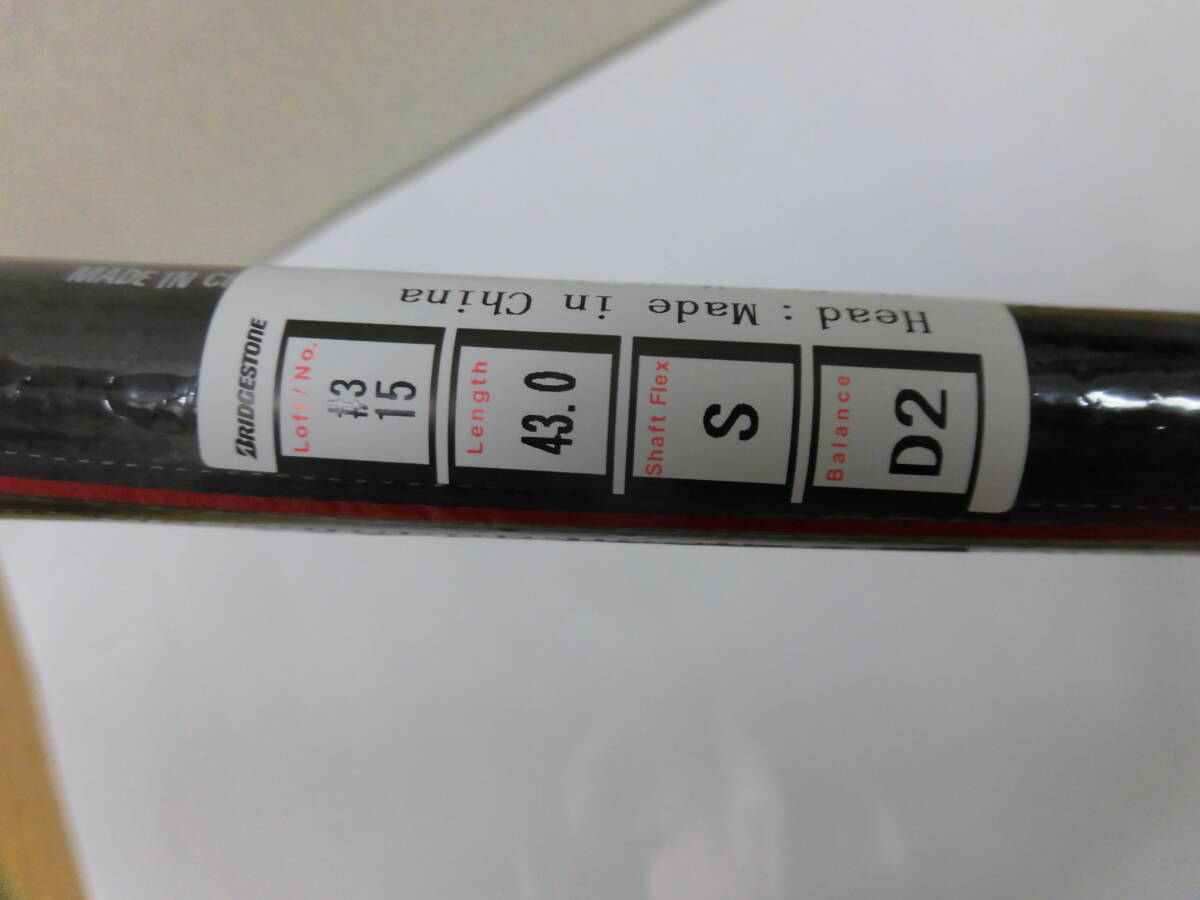 BRIDGESTONE
Loft/No.
#3
15
Length
43.0
Shaft Flex
S
Balance
D2
Head : Made in China
MADE IN